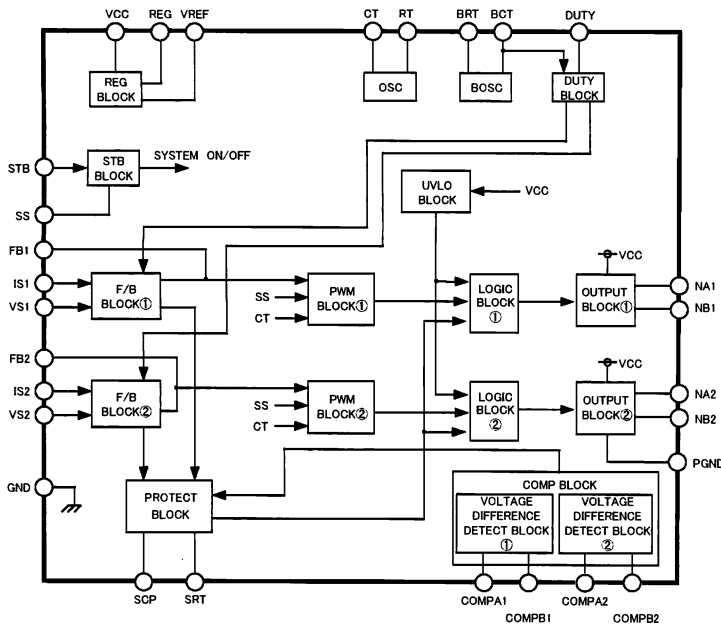 VCC REG VREF CT RT BRT BCT DUTY
REG
BLOCK
OSC
BOSC
DUTY
BLOCK
STB
STB
BLOCK
SYSTEM ON/OFF
SS
UVLO
BLOCK
VCC
FB1
IS1
VS1
F/B
BLOCK①
SS
CT
PWM
BLOCK①
LOGIC
BLOCK
①
VCC
OUTPUT
BLOCK①
NA1
NB1
FB2
IS2
VS2
F/B
BLOCK②
SS
CT
PWM
BLOCK②
LOGIC
BLOCK
②
VCC
OUTPUT
BLOCK②
NA2
NB2
PGND
GND
PROTECT
BLOCK
COMP BLOCK
VOLTAGE
DIFFERENCE
DETECT BLOCK
①
VOLTAGE
DIFFERENCE
DETECT BLOCK
②
SCP
SRT
COMPA1
COMPB1
COMPA2
COMPB2